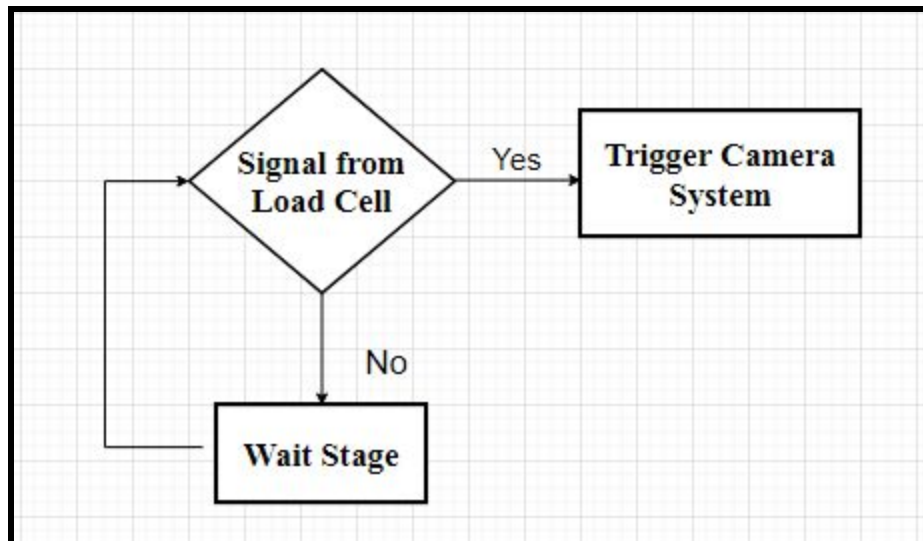 Signal from
Load Cell
Yes
Trigger Camera
System
No
Wait Stage